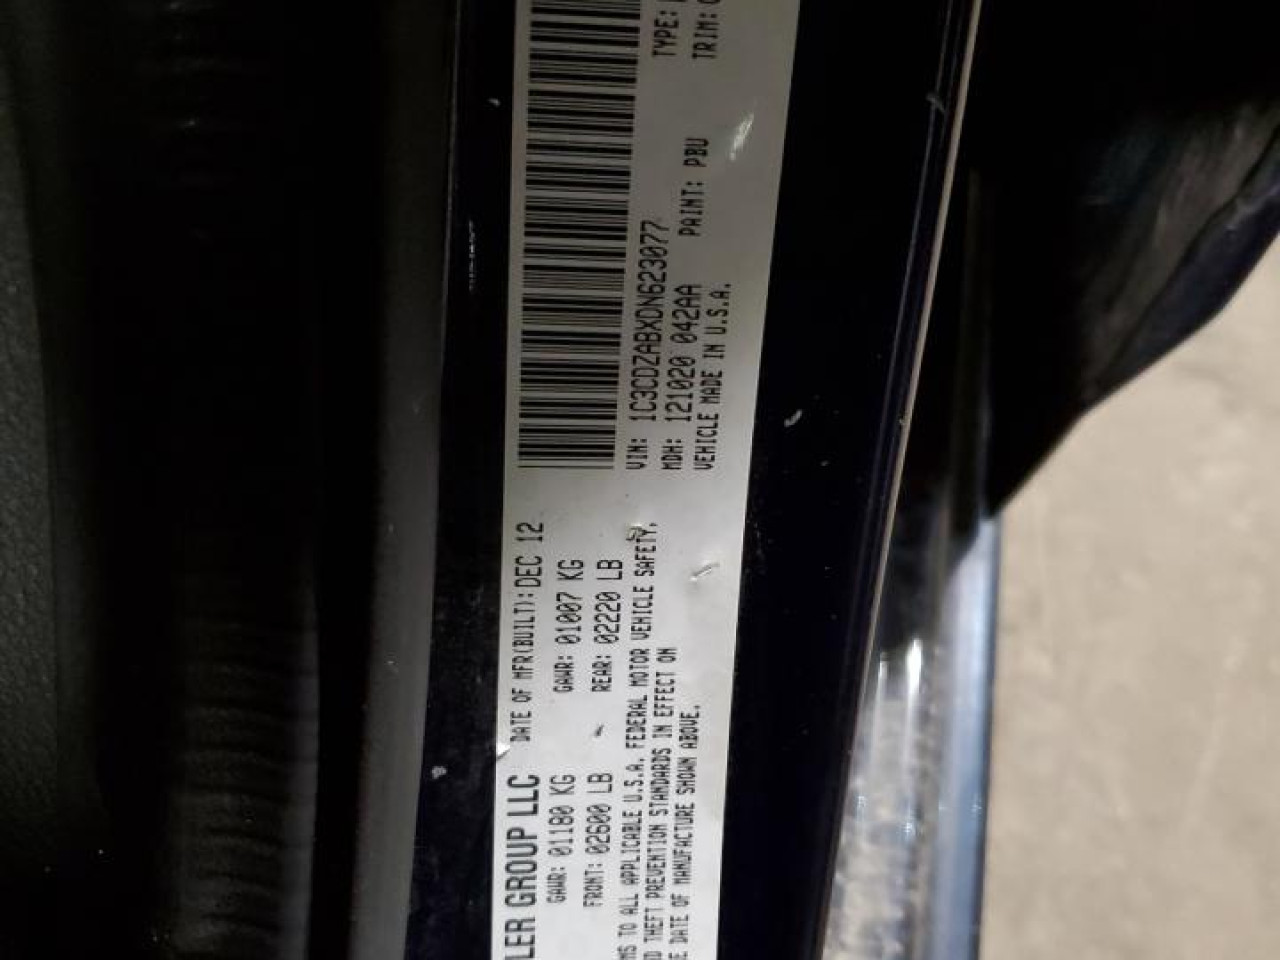 LER GROUP LLC DATE OF MFR(BUILT): DEC 12
GAWR: 01180 KG GAWR: 01007 KG
FRONT: 02600 LB REAR: 02220 LB
MS TO ALL APPLICABLE U.S.A. FEDERAL MOTOR VEHICLE SAFETY,
D THEFT PREVENTION STANDARDS IN EFFECT ON
E DATE OF MANUFACTURE SHOWN ABOVE.
VIN: 1C3CDZABXDN623077 TYPE:
MDH: 121020 042AA PAINT: PBU TRIM:
VEHICLE MADE IN U.S.A.